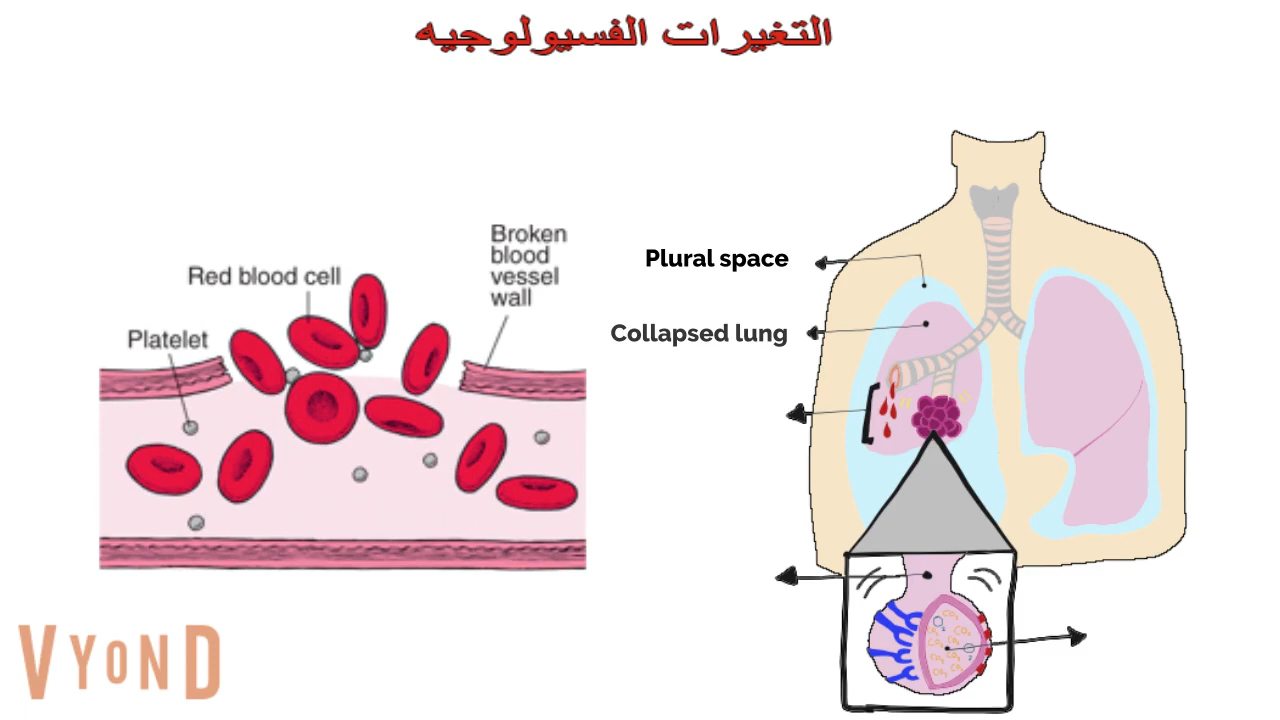 التغيرات الفسيولوجيه
Broken
blood
vessel
wall
Red blood cell
Platelet
Plural space
Collapsed lung
VYOND